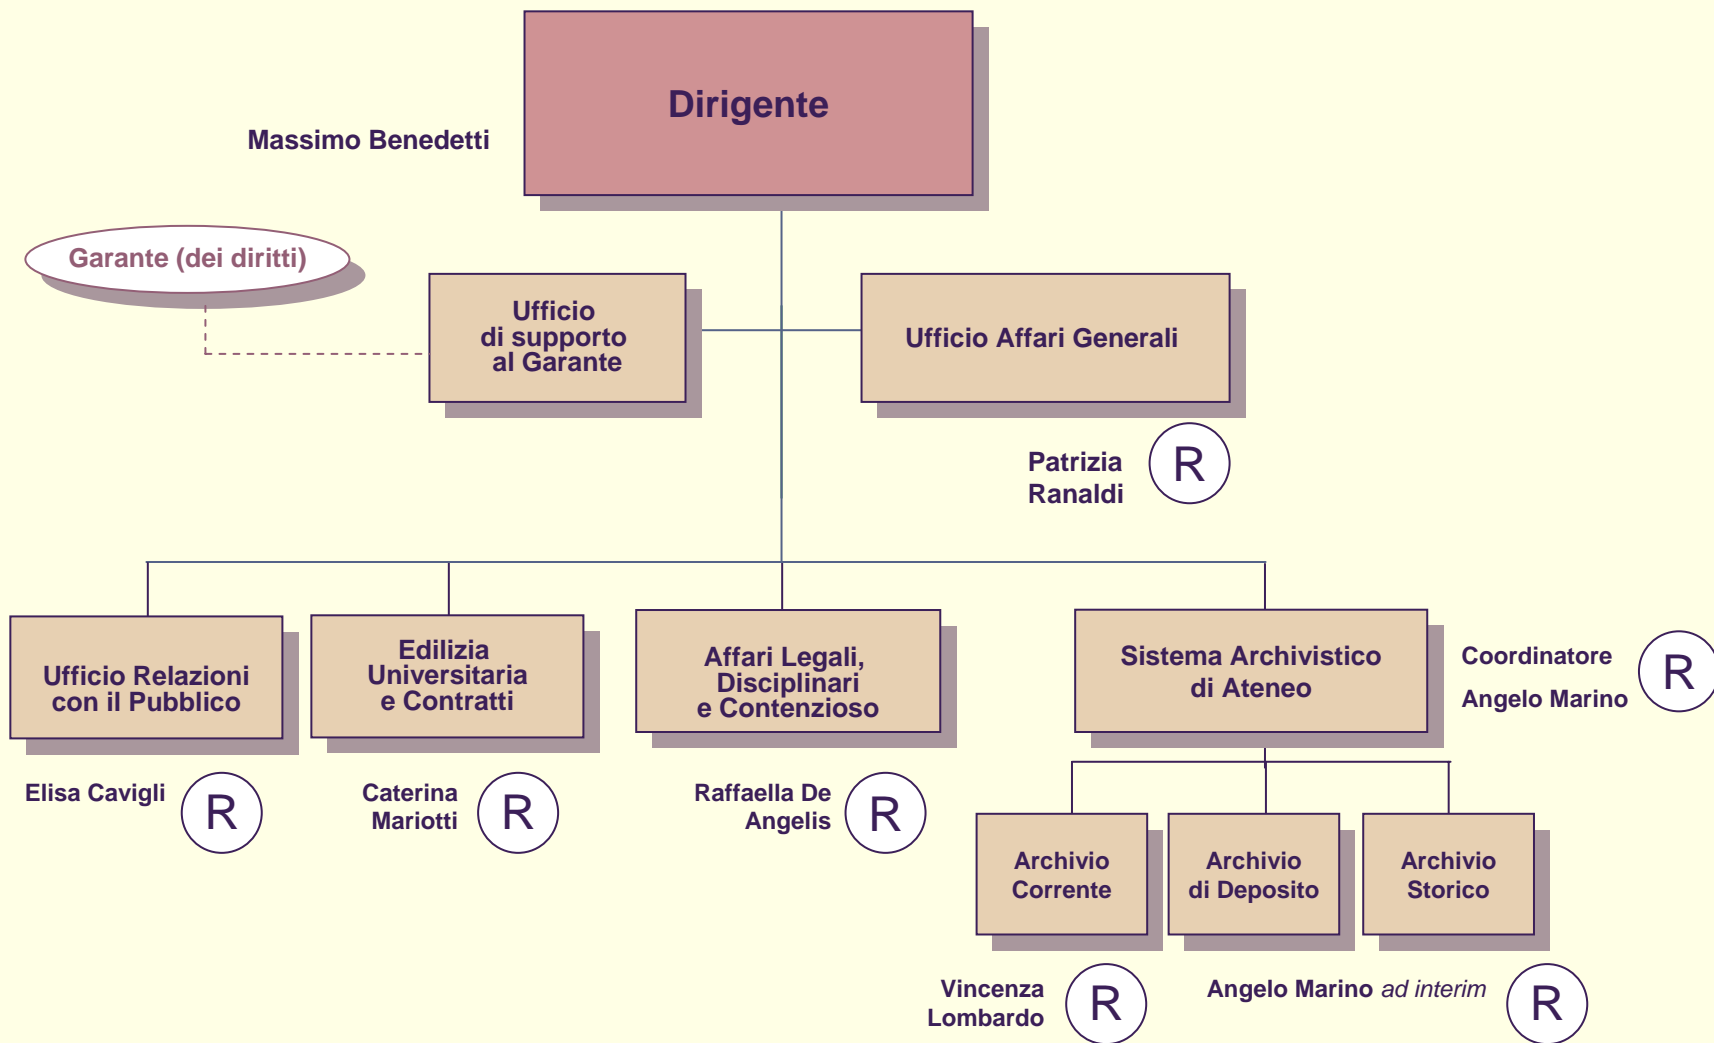 Dirigente
Massimo Benedetti
Garante (dei diritti)
Ufficio
di supporto
al Garante
Ufficio Affari Generali
Patrizia
Ranaldi
R
Ufficio Relazioni
con il Pubblico
Edilizia
Universitaria
e Contratti
Affari Legali,
Disciplinari
e Contenzioso
Sistema Archivistico
di Ateneo
Coordinatore
Angelo Marino
R
Elisa Cavigli
R
Caterina
Mariotti
R
Raffaella De
Angelis
R
Archivio
Corrente
Archivio
di Deposito
Archivio
Storico
Vincenza
Lombardo
R
Angelo Marino ad interim
R